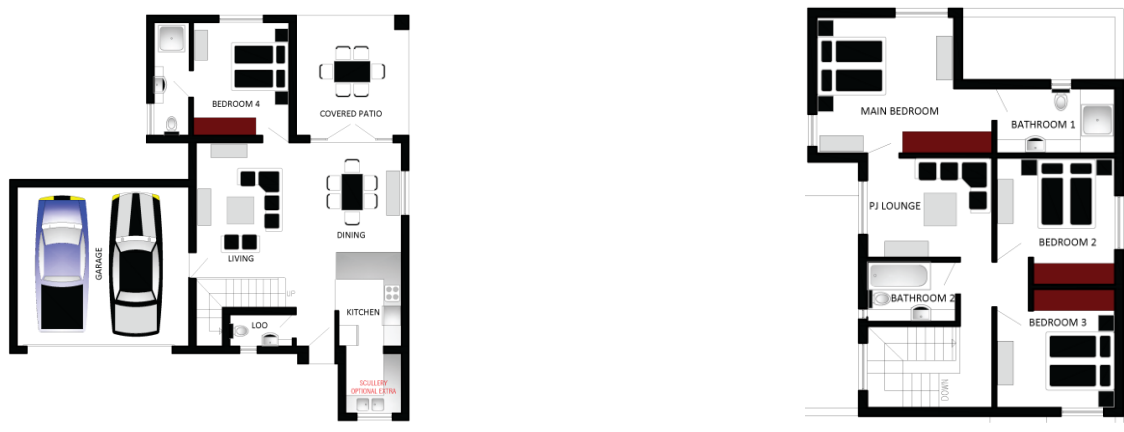 BEDROOM 4
COVERED PATIO
DINING
LIVING
GARAGE
UP
KITCHEN
LOO
SCULLERY
OPTIONAL EXTRA
MAIN BEDROOM
BATHROOM 1
PJ LOUNGE
BEDROOM 2
BATHROOM 2
BEDROOM 3
DOWN